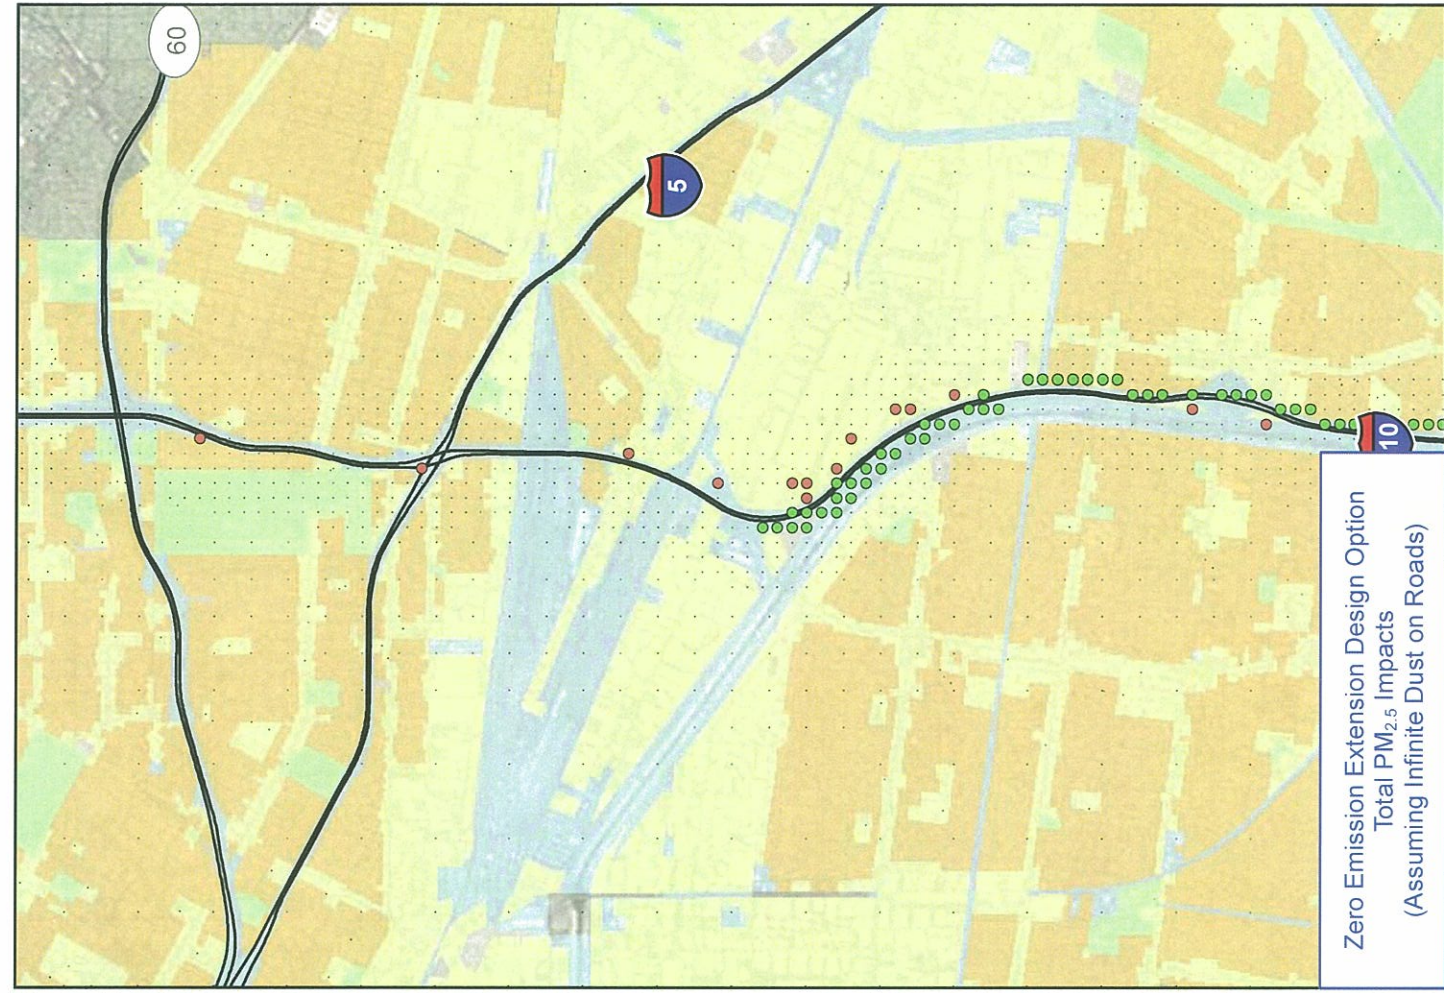 60
5
10
Zero Emission Extension Design Option
Total PM2.5 Impacts
(Assuming Infinite Dust on Roads)